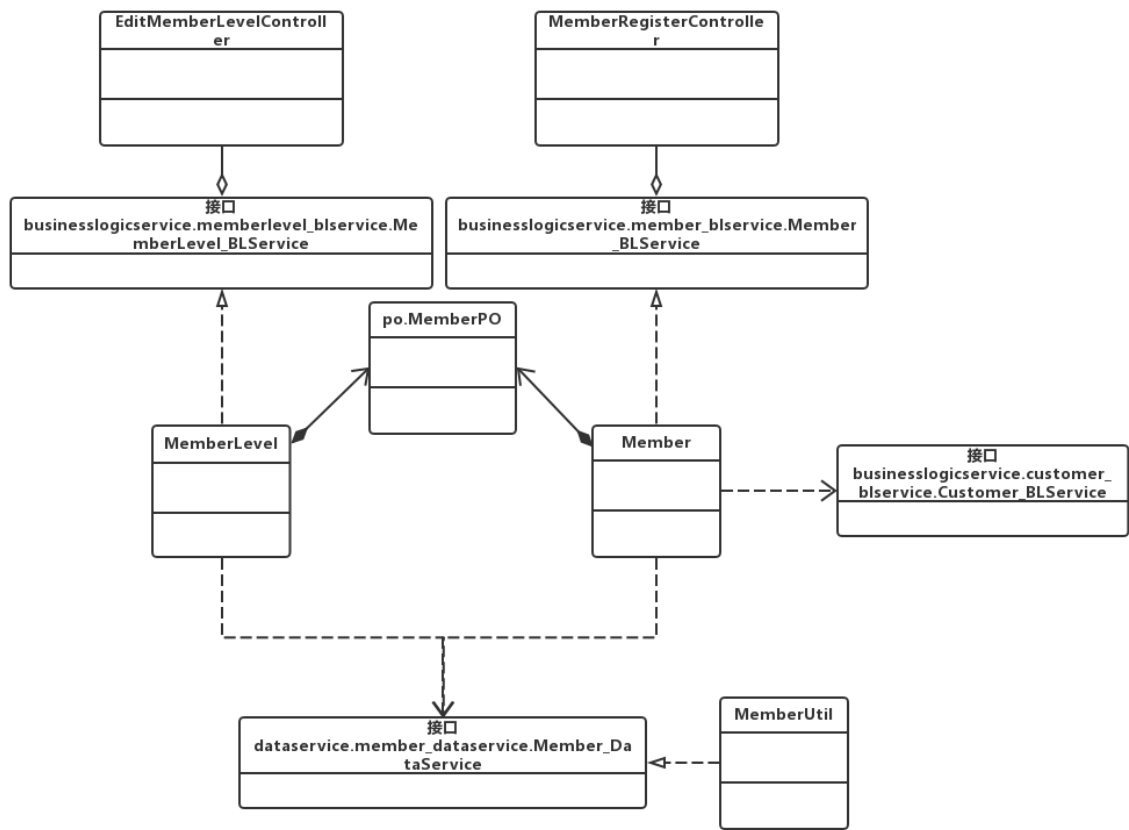 EditMemberLevelControll
er
MemberRegisterControlle
r
接口
businesslogicservice.memberlevel_blservice.Me
mberLevel_BLService
接口
businesslogicservice.member_blservice.Member
_BLService
po.MemberPO
MemberLevel
Member
接口
businesslogicservice.customer_
blservice.Customer_BLService
接口
dataservice.member_dataservice.Member_Da
taService
MemberUtil